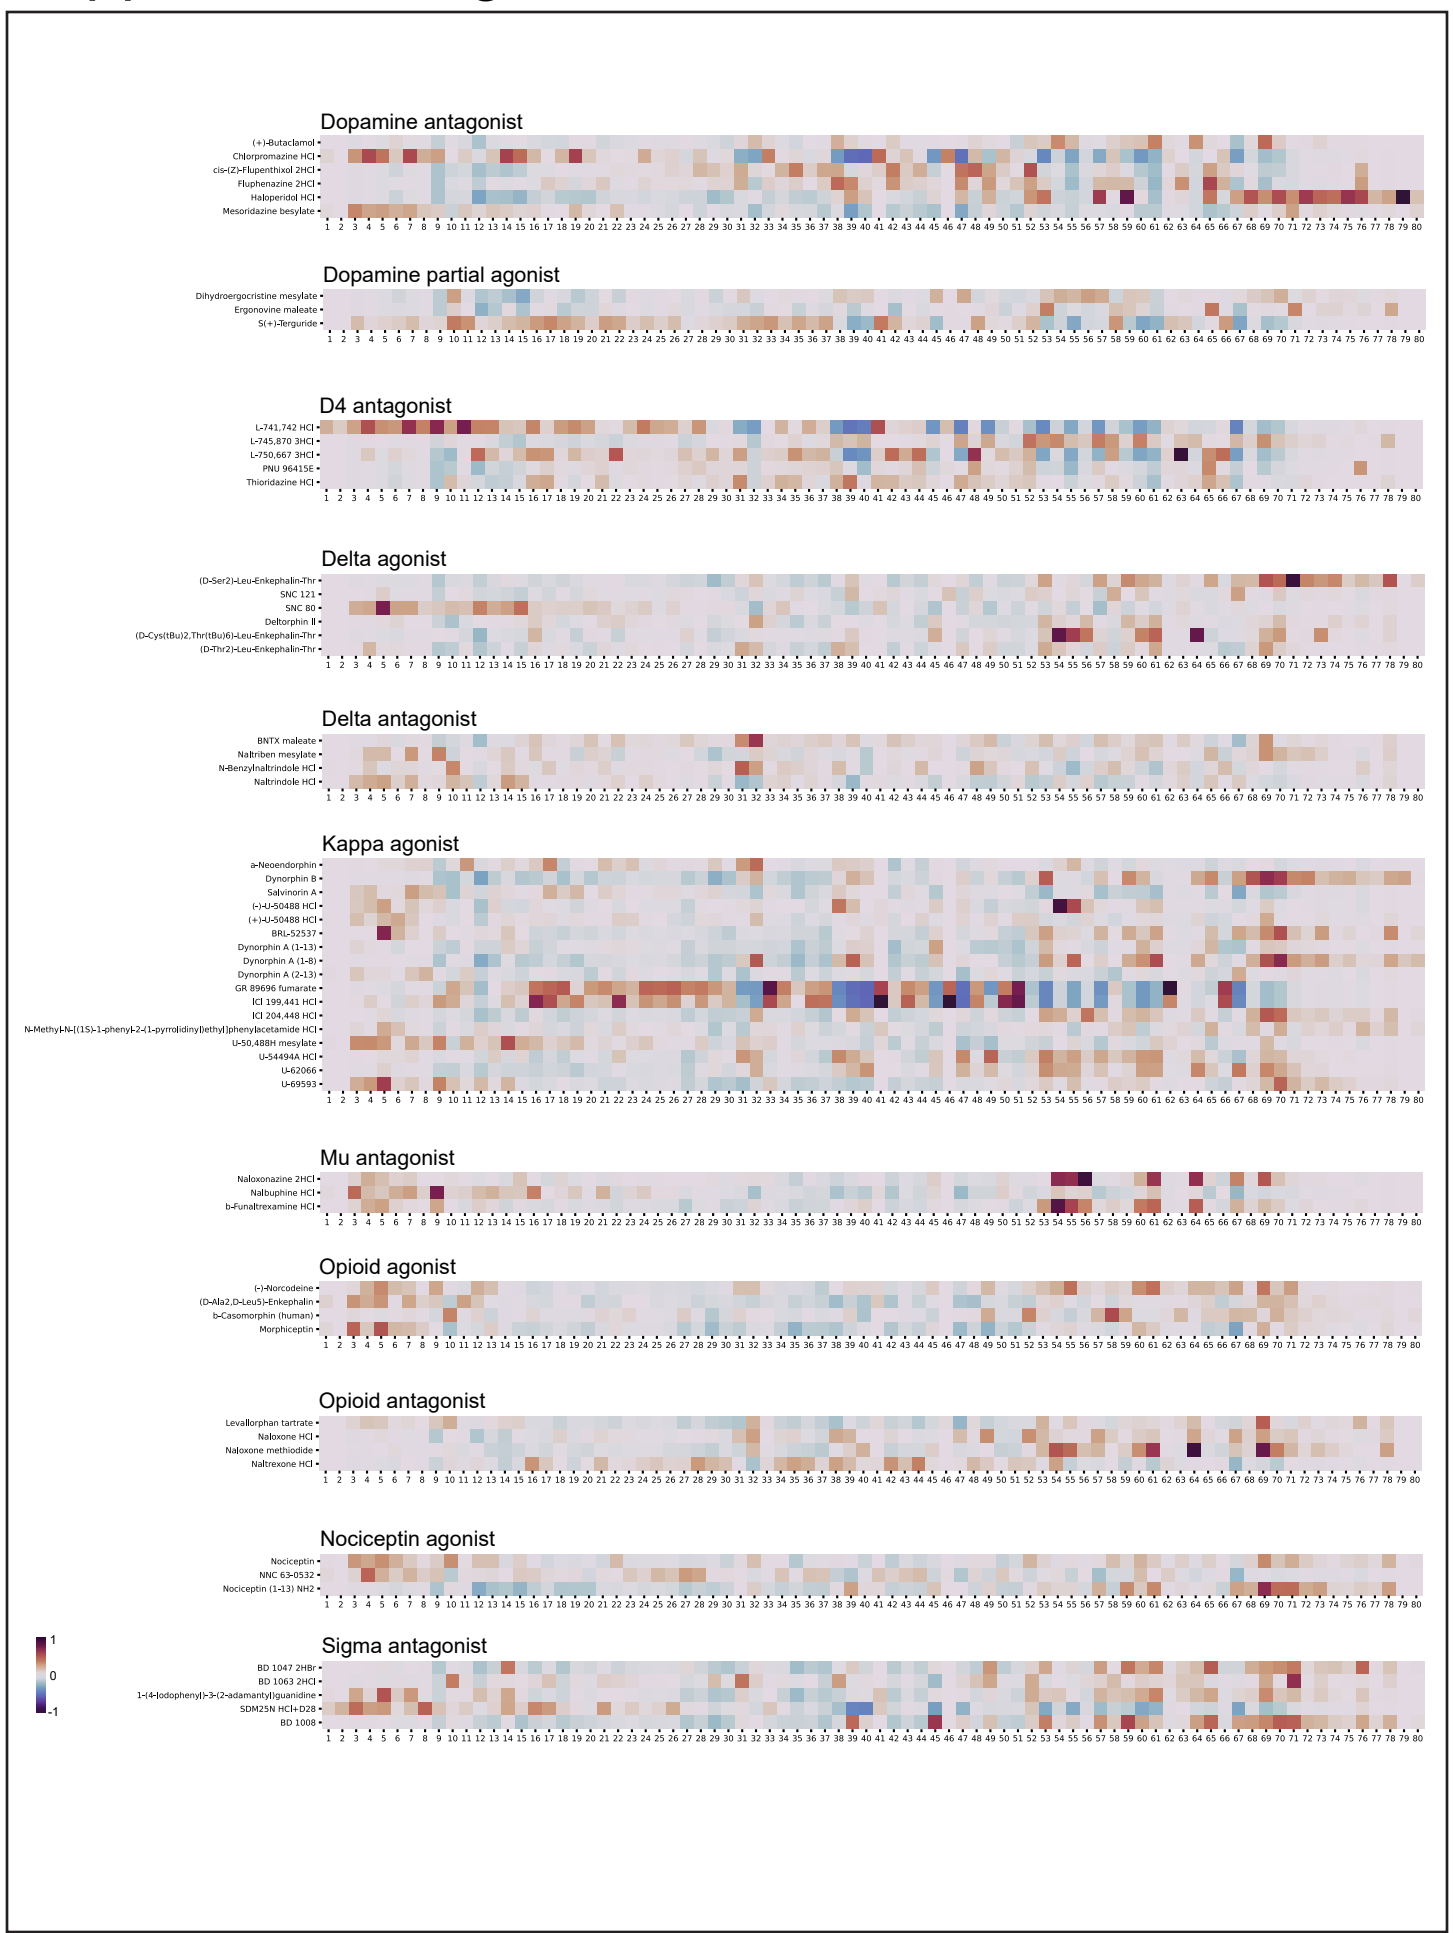 Dopamine antagonist
(+)-Butaclamol
Chlorpromazine HCl
cis-(Z)-Flupenthixol 2HCl
Fluphenazine 2HCl
Haloperidol HCl
Mesoridazine besylate
1 2 3 4 5 6 7 8 9 10 11 12 13 14 15 16 17 18 19 20 21 22 23 24 25 26 27 28 29 30 31 32 33 34 35 36 37 38 39 40 41 42 43 44 45 46 47 48 49 50 51 52 53 54 55 56 57 58 59 60 61 62 63 64 65 66 67 68 69 70 71 72 73 74 75 76 77 78 79 80
Dopamine partial agonist
Dihydroergocristine mesylate
Ergonovine maleate
S(+)-Terguride
1 2 3 4 5 6 7 8 9 10 11 12 13 14 15 16 17 18 19 20 21 22 23 24 25 26 27 28 29 30 31 32 33 34 35 36 37 38 39 40 41 42 43 44 45 46 47 48 49 50 51 52 53 54 55 56 57 58 59 60 61 62 63 64 65 66 67 68 69 70 71 72 73 74 75 76 77 78 79 80
D4 antagonist
L-741,742 HCl
L-745,870 3HCl
L-750,667 3HCl
PNU 96415E
Thioridazine HCl
1 2 3 4 5 6 7 8 9 10 11 12 13 14 15 16 17 18 19 20 21 22 23 24 25 26 27 28 29 30 31 32 33 34 35 36 37 38 39 40 41 42 43 44 45 46 47 48 49 50 51 52 53 54 55 56 57 58 59 60 61 62 63 64 65 66 67 68 69 70 71 72 73 74 75 76 77 78 79 80
Delta agonist
(D-Ser2)-Leu-Enkephalin-Thr
SNC 121
SNC 80
Deltorphin II
(D-Cys(tBu)2,Thr(tBu)6)-Leu-Enkephalin-Thr
(D-Thr2)-Leu-Enkephalin-Thr
1 2 3 4 5 6 7 8 9 10 11 12 13 14 15 16 17 18 19 20 21 22 23 24 25 26 27 28 29 30 31 32 33 34 35 36 37 38 39 40 41 42 43 44 45 46 47 48 49 50 51 52 53 54 55 56 57 58 59 60 61 62 63 64 65 66 67 68 69 70 71 72 73 74 75 76 77 78 79 80
Delta antagonist
BNTX maleate
Naltriben mesylate
N-Benzylnaltrindole HCl
Naltrindole HCl
1 2 3 4 5 6 7 8 9 10 11 12 13 14 15 16 17 18 19 20 21 22 23 24 25 26 27 28 29 30 31 32 33 34 35 36 37 38 39 40 41 42 43 44 45 46 47 48 49 50 51 52 53 54 55 56 57 58 59 60 61 62 63 64 65 66 67 68 69 70 71 72 73 74 75 76 77 78 79 80
Kappa agonist
a-Neoendorphin
Dynorphin B
Salvinorin A
(-)-U-50488 HCl
(+)-U-50488 HCl
BRL-52537
Dynorphin A (1-13)
Dynorphin A (1-8)
Dynorphin A (2-13)
GR 89696 fumarate
ICI 199,441 HCl
ICI 204,448 HCl
N-Methyl-N-[(1S)-1-phenyl-2-(1-pyrrolidinyl)ethyl]phenylacetamide HCl
U-50,488H mesylate
U-54494A HCl
U-62066
U-69593
1 2 3 4 5 6 7 8 9 10 11 12 13 14 15 16 17 18 19 20 21 22 23 24 25 26 27 28 29 30 31 32 33 34 35 36 37 38 39 40 41 42 43 44 45 46 47 48 49 50 51 52 53 54 55 56 57 58 59 60 61 62 63 64 65 66 67 68 69 70 71 72 73 74 75 76 77 78 79 80
Mu antagonist
Naloxonazine 2HCl
Nalbuphine HCl
b-Funaltrexamine HCl
1 2 3 4 5 6 7 8 9 10 11 12 13 14 15 16 17 18 19 20 21 22 23 24 25 26 27 28 29 30 31 32 33 34 35 36 37 38 39 40 41 42 43 44 45 46 47 48 49 50 51 52 53 54 55 56 57 58 59 60 61 62 63 64 65 66 67 68 69 70 71 72 73 74 75 76 77 78 79 80
Opioid agonist
(-)-Norcodeine
(D-Ala2,D-Leu5)-Enkephalin
b-Casomorphin (human)
Morphiceptin
1 2 3 4 5 6 7 8 9 10 11 12 13 14 15 16 17 18 19 20 21 22 23 24 25 26 27 28 29 30 31 32 33 34 35 36 37 38 39 40 41 42 43 44 45 46 47 48 49 50 51 52 53 54 55 56 57 58 59 60 61 62 63 64 65 66 67 68 69 70 71 72 73 74 75 76 77 78 79 80
Opioid antagonist
Levallorphan tartrate
Naloxone HCl
Naloxone methiodide
Naltrexone HCl
1 2 3 4 5 6 7 8 9 10 11 12 13 14 15 16 17 18 19 20 21 22 23 24 25 26 27 28 29 30 31 32 33 34 35 36 37 38 39 40 41 42 43 44 45 46 47 48 49 50 51 52 53 54 55 56 57 58 59 60 61 62 63 64 65 66 67 68 69 70 71 72 73 74 75 76 77 78 79 80
Nociceptin agonist
Nociceptin
NNC 63-0532
Nociceptin (1-13) NH2
1 2 3 4 5 6 7 8 9 10 11 12 13 14 15 16 17 18 19 20 21 22 23 24 25 26 27 28 29 30 31 32 33 34 35 36 37 38 39 40 41 42 43 44 45 46 47 48 49 50 51 52 53 54 55 56 57 58 59 60 61 62 63 64 65 66 67 68 69 70 71 72 73 74 75 76 77 78 79 80
1
0
-1
Sigma antagonist
BD 1047 2HBr
BD 1063 2HCl
1-(4-Iodophenyl)-3-(2-adamantyl)guanidine
SDM25N HCl+D28
BD 1008
1 2 3 4 5 6 7 8 9 10 11 12 13 14 15 16 17 18 19 20 21 22 23 24 25 26 27 28 29 30 31 32 33 34 35 36 37 38 39 40 41 42 43 44 45 46 47 48 49 50 51 52 53 54 55 56 57 58 59 60 61 62 63 64 65 66 67 68 69 70 71 72 73 74 75 76 77 78 79 80